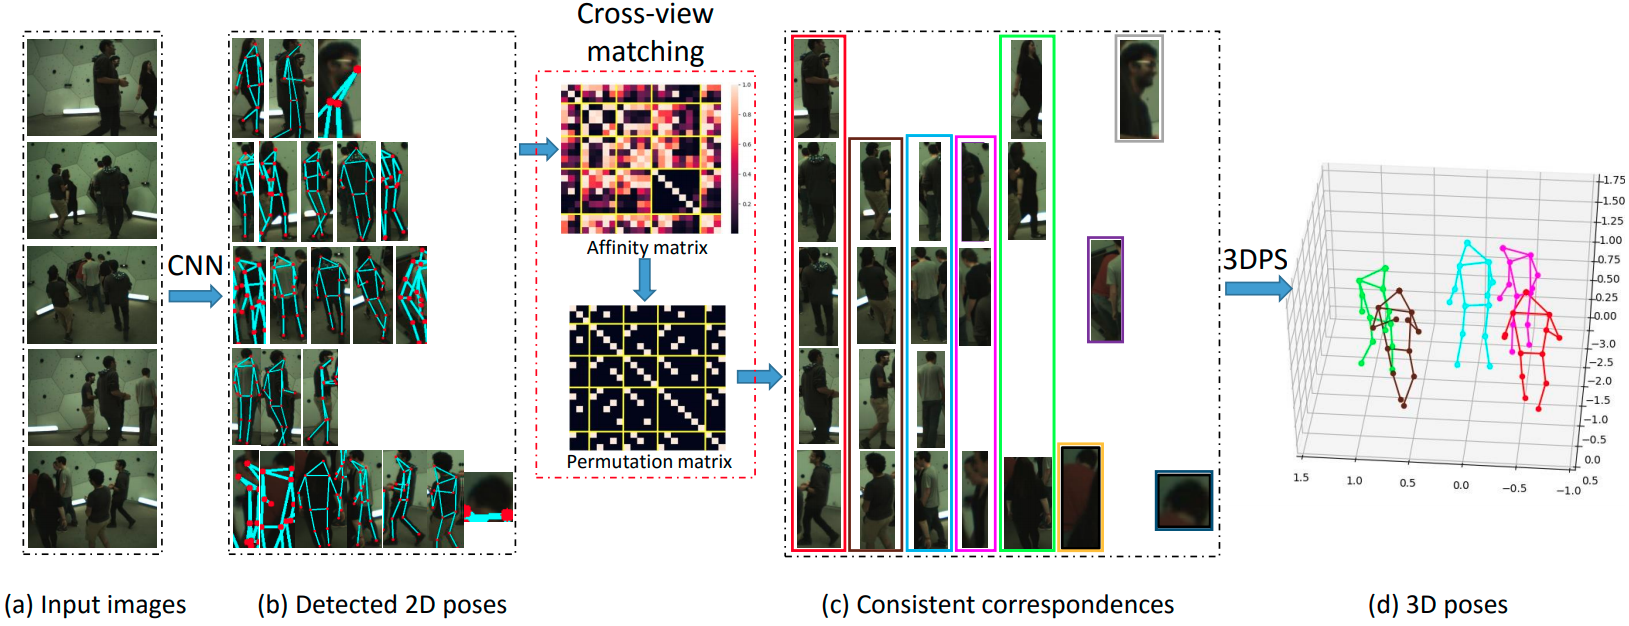 Cross-view
matching
CNN
1.0
0.8
0.6
0.4
0.2
Affinity matrix
Permutation matrix
3DPS
1.75
1.50
1.25
1.00
0.75
0.50
0.25
0.00
−3.0
−2.5
−2.0
−1.5
−1.0
−0.5
0.0
0.5
1.5
1.0
0.5
0.0
−0.5
−1.0
(a) Input images
(b) Detected 2D poses
(c) Consistent correspondences
(d) 3D poses